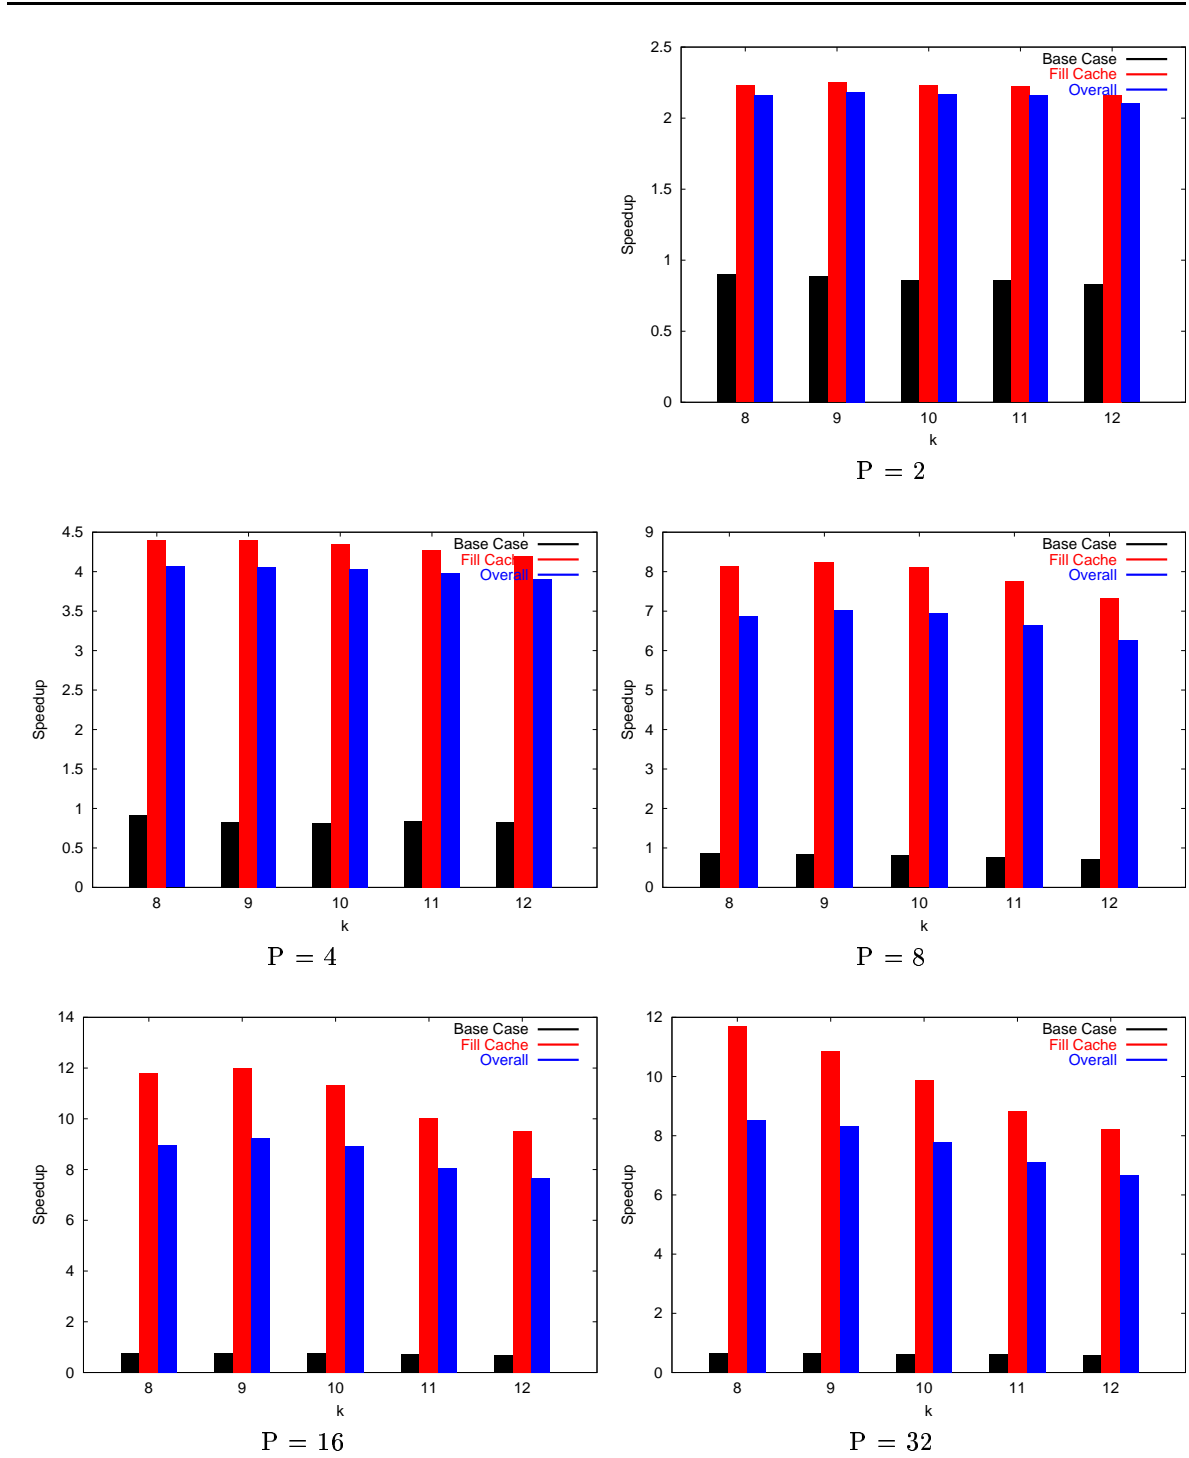 2.5
2
1.5
1
0.5
0
Speedup
Base Case
Fill Cache
Overall
8 9 10 11 12
k
P = 2
4.5
4
3.5
3
2.5
2
1.5
1
0.5
0
Speedup
Base Case
Fill Cache
Overall
8 9 10 11 12
k
P = 4
9
8
7
6
5
4
3
2
1
0
Speedup
Base Case
Fill Cache
Overall
8 9 10 11 12
k
P = 8
14
12
10
8
6
4
2
0
Speedup
Base Case
Fill Cache
Overall
8 9 10 11 12
k
P = 16
12
10
8
6
4
2
0
Speedup
Base Case
Fill Cache
Overall
8 9 10 11 12
k
P = 32